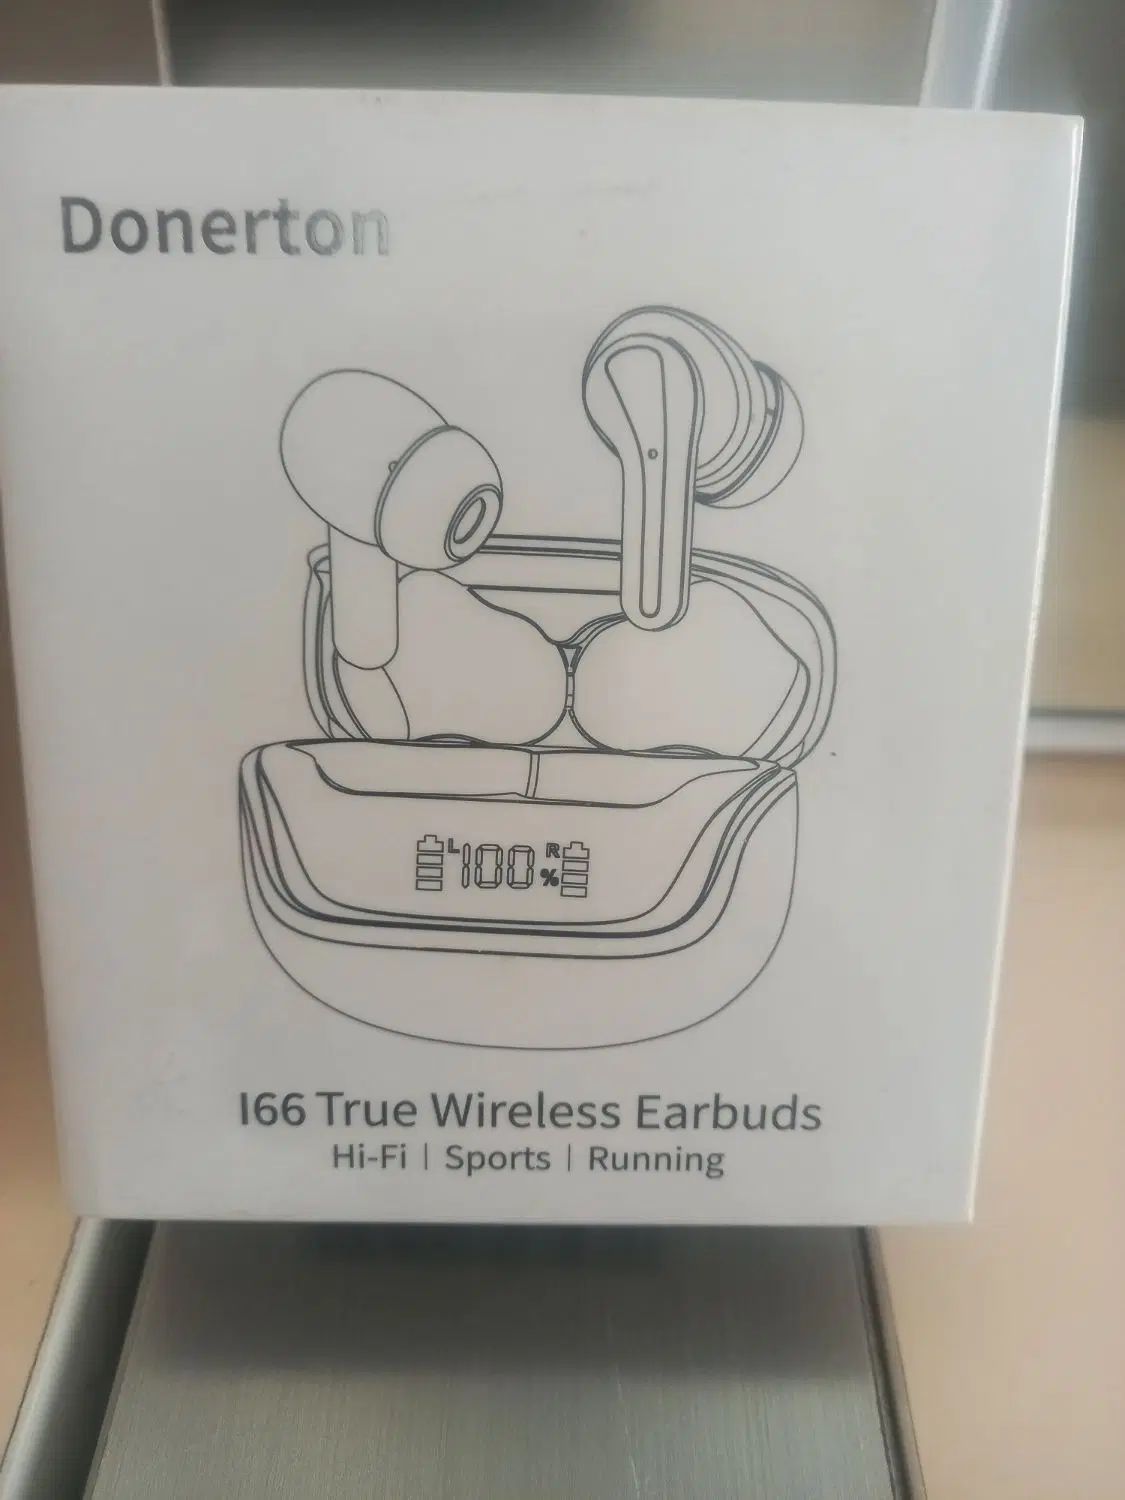 Donerton
L 100 % R
I66 True Wireless Earbuds
Hi-Fi | Sports | Running